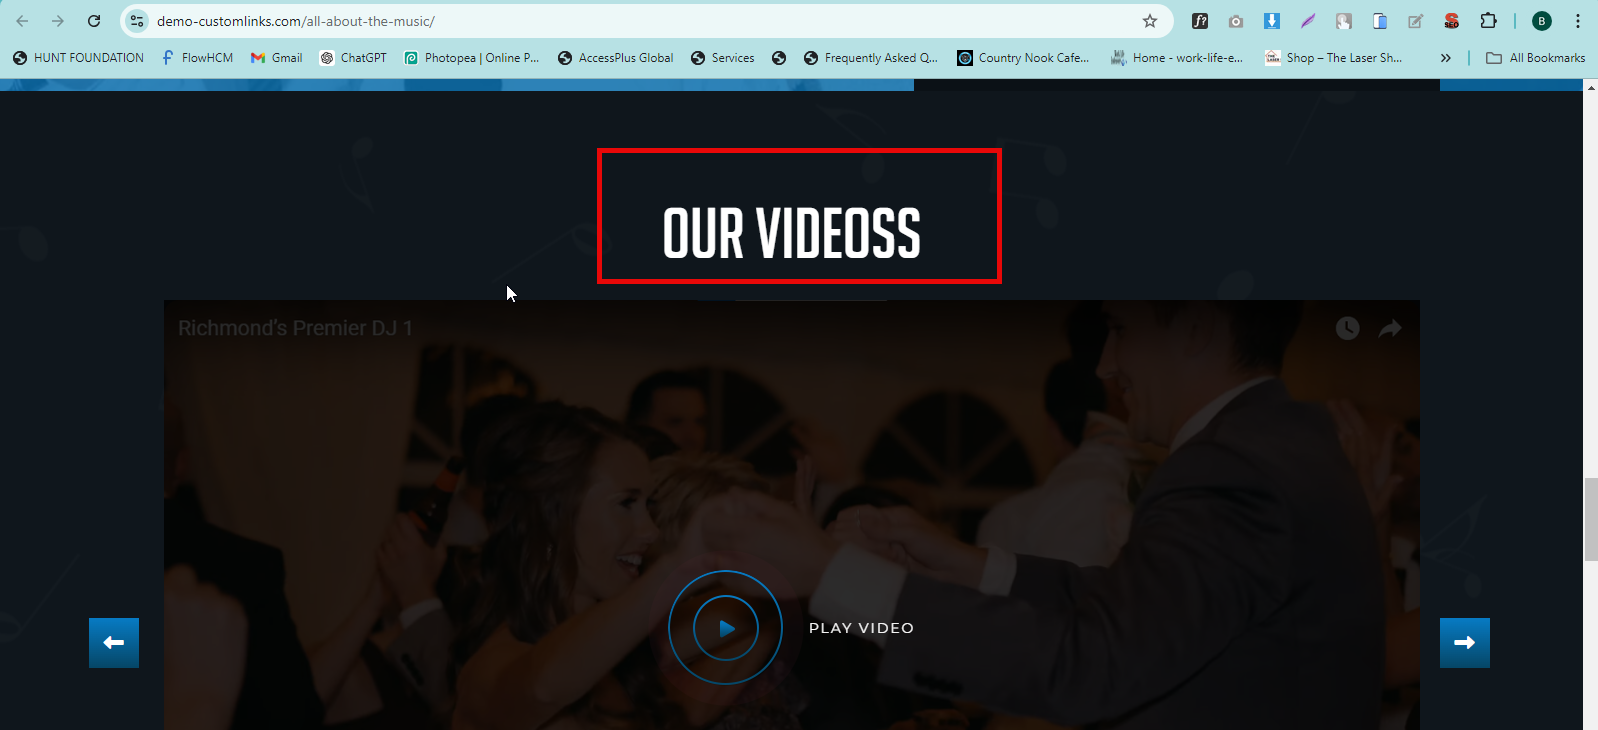 demo-customlinks.com/all-about-the-music/
B
HUNT FOUNDATION
FlowHCM
Gmail
ChatGPT
Photopea | Online P...
AccessPlus Global
Services
Frequently Asked Q...
Country Nook Cafe...
Home - work-life-e...
Shop – The Laser Sh...
»
All Bookmarks
OUR VIDEOSS
Richmond's Premier DJ 1
PLAY VIDEO